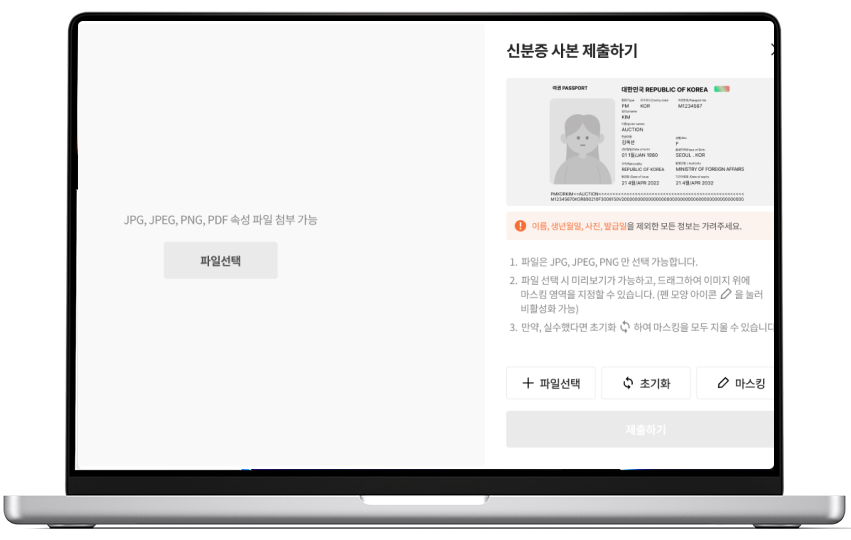 JPG, JPEG, PNG, PDF 속성 파일 첨부 가능
파일선택
신분증 사본 제출하기
여권 PASSPORT
대한민국 REPUBLIC OF KOREA
PM KOR M1234567
KIM
AUCTION
김옥션
F
01 1월/JAN 1980
SEOUL , KOR
REPUBLIC OF KOREA
MINISTRY OF FOREIGN AFFAIRS
21 4월/APR 2022
21 4월/APR 2032
이름, 생년월일, 사진, 발급일을 제외한 모든 정보는 가려주세요.
1. 파일은 JPG, JPEG, PNG 만 선택 가능합니다.
2. 파일 선택 시 미리보기가 가능하고, 드래그하여 이미지 위에
마스킹 영역을 지정할 수 있습니다. (펜 모양 아이콘 을 눌러
비활성화 가능)
3. 만약, 실수했다면 초기화 하여 마스킹을 모두 지울 수 있습니다
파일선택
초기화
마스킹
제출하기